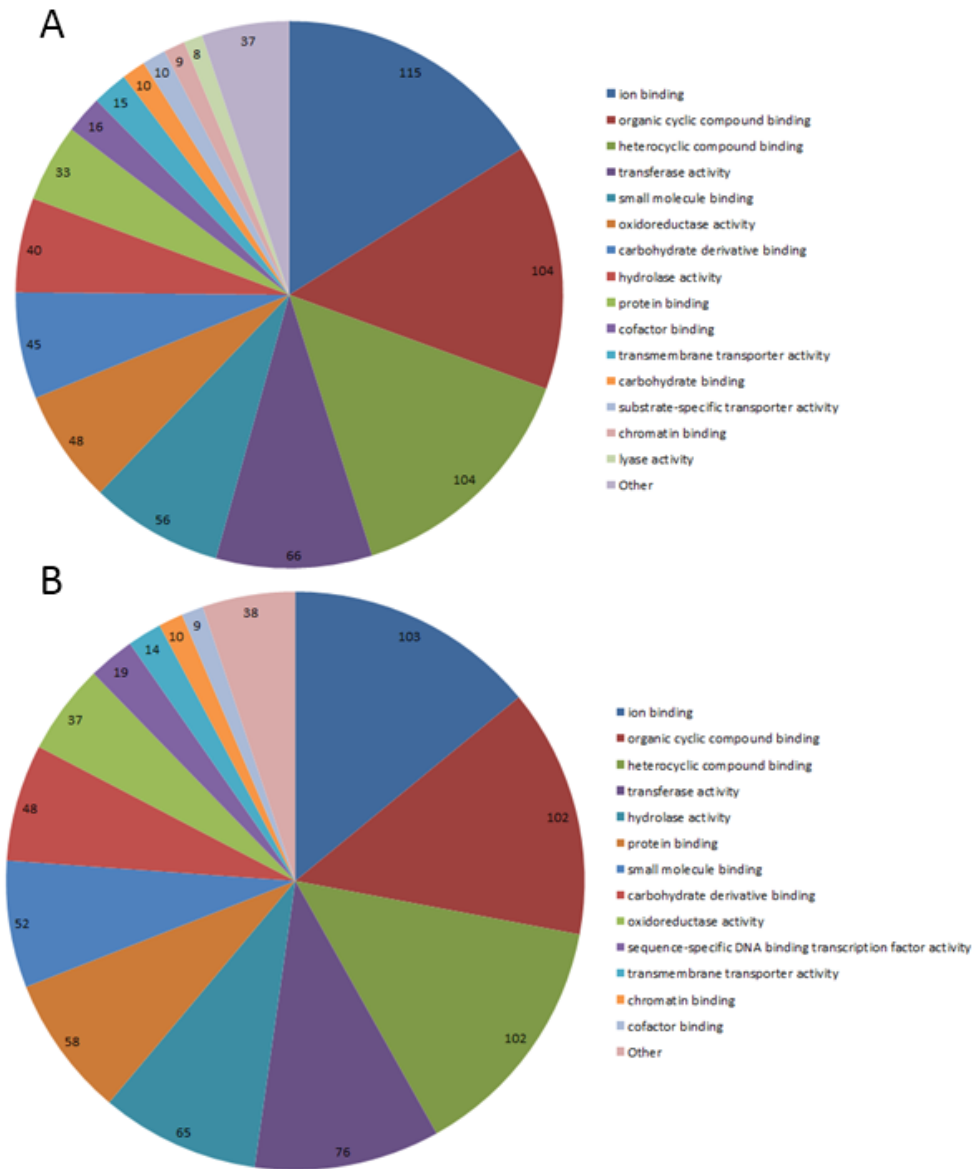 A
115
104
104
66
56
48
45
40
33
16
15
10
10
9
8
37
ion binding
organic cyclic compound binding
heterocyclic compound binding
transferase activity
small molecule binding
oxidoreductase activity
carbohydrate derivative binding
hydrolase activity
protein binding
cofactor binding
transmembrane transporter activity
carbohydrate binding
substrate-specific transporter activity
chromatin binding
lyase activity
Other
B
103
102
102
76
65
58
52
48
37
19
14
10
9
38
ion binding
organic cyclic compound binding
heterocyclic compound binding
transferase activity
hydrolase activity
protein binding
small molecule binding
carbohydrate derivative binding
oxidoreductase activity
sequence-specific DNA binding transcription factor activity
transmembrane transporter activity
chromatin binding
cofactor binding
Other